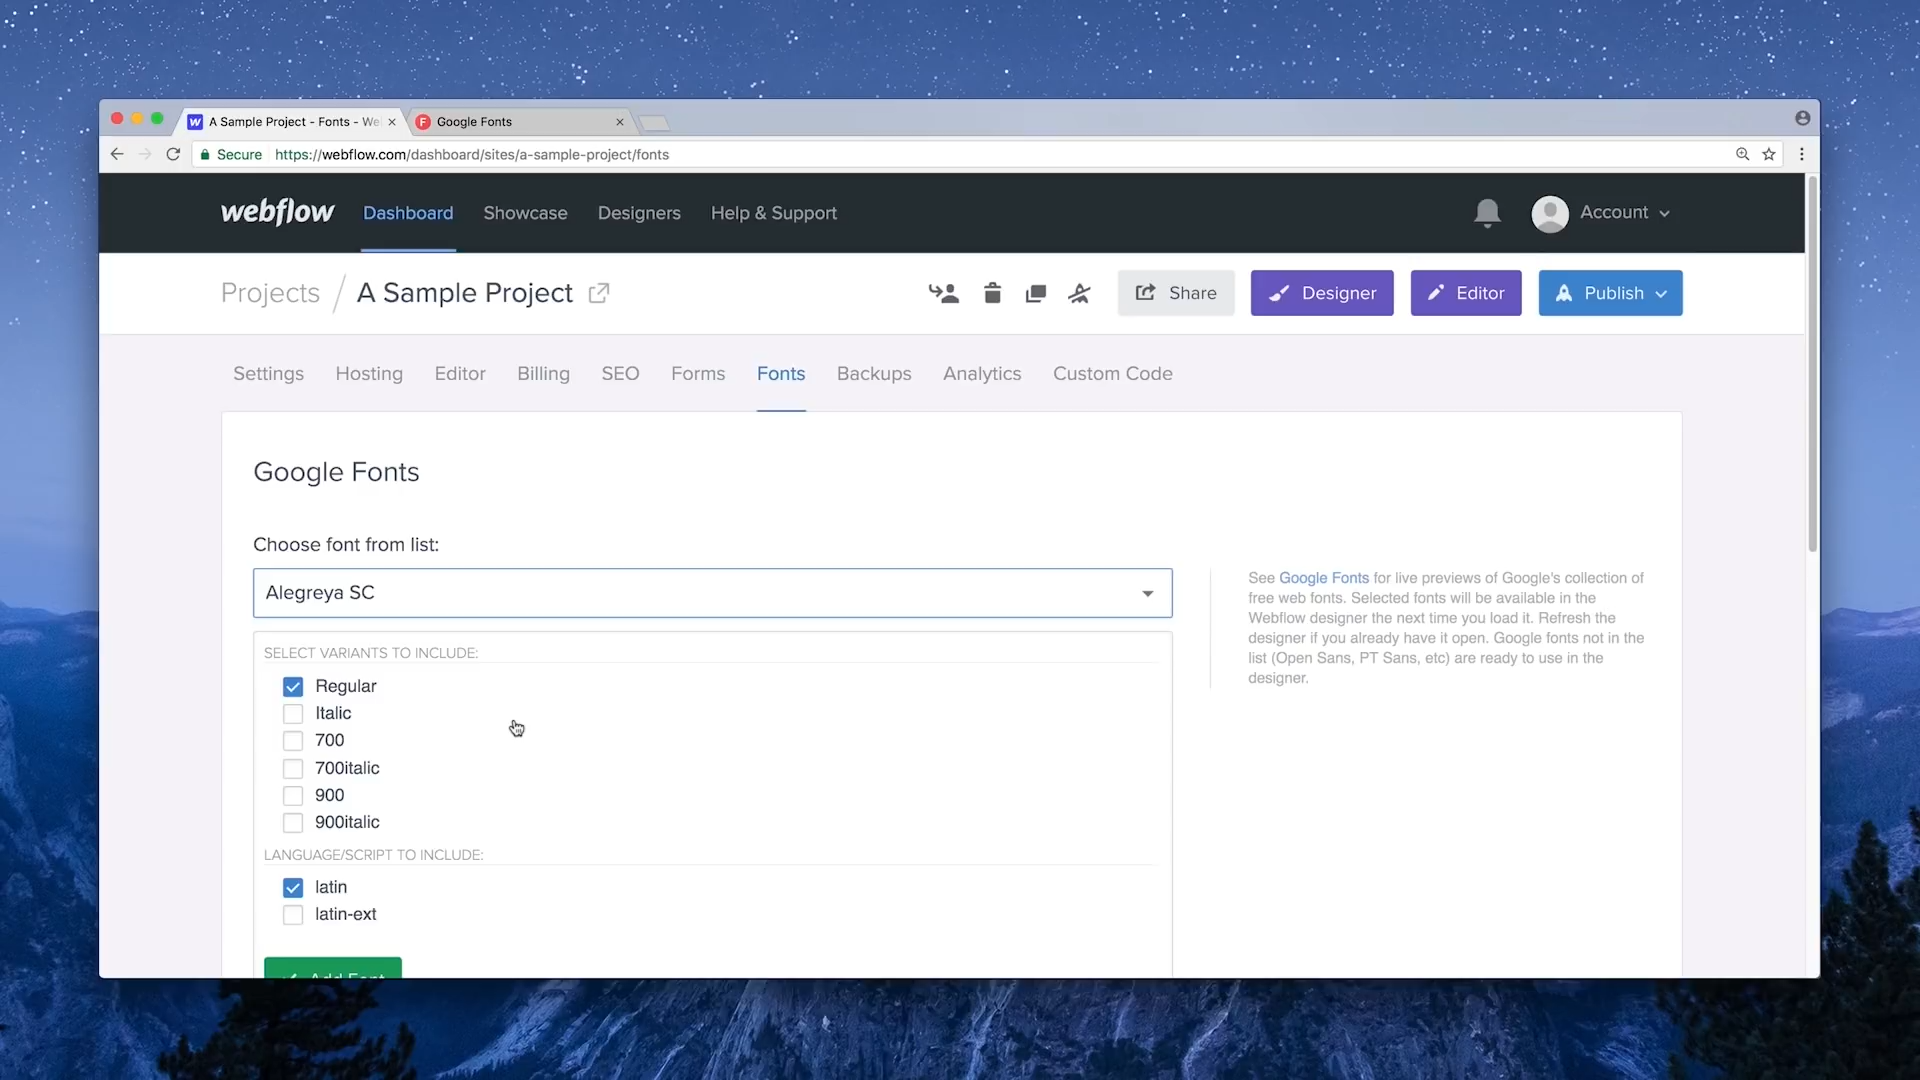 A Sample Project - Fonts - We
Google Fonts
Secure https://webflow.com/dashboard/sites/a-sample-project/fonts
webflow Dashboard Showcase Designers Help & Support Account
Projects / A Sample Project Share Designer Editor Publish
Settings Hosting Editor Billing SEO Forms Fonts Backups Analytics Custom Code
Google Fonts
Choose font from list:
Alegreya SC
SELECT VARIANTS TO INCLUDE:
Regular
Italic
700
700italic
900
900italic
LANGUAGE/SCRIPT TO INCLUDE:
latin
latin-ext
Add Font
See Google Fonts for live previews of Google's collection of
free web fonts. Selected fonts will be available in the
Webflow designer the next time you load it. Refresh the
designer if you already have it open. Google fonts not in the
list (Open Sans, PT Sans, etc) are ready to use in the
designer.